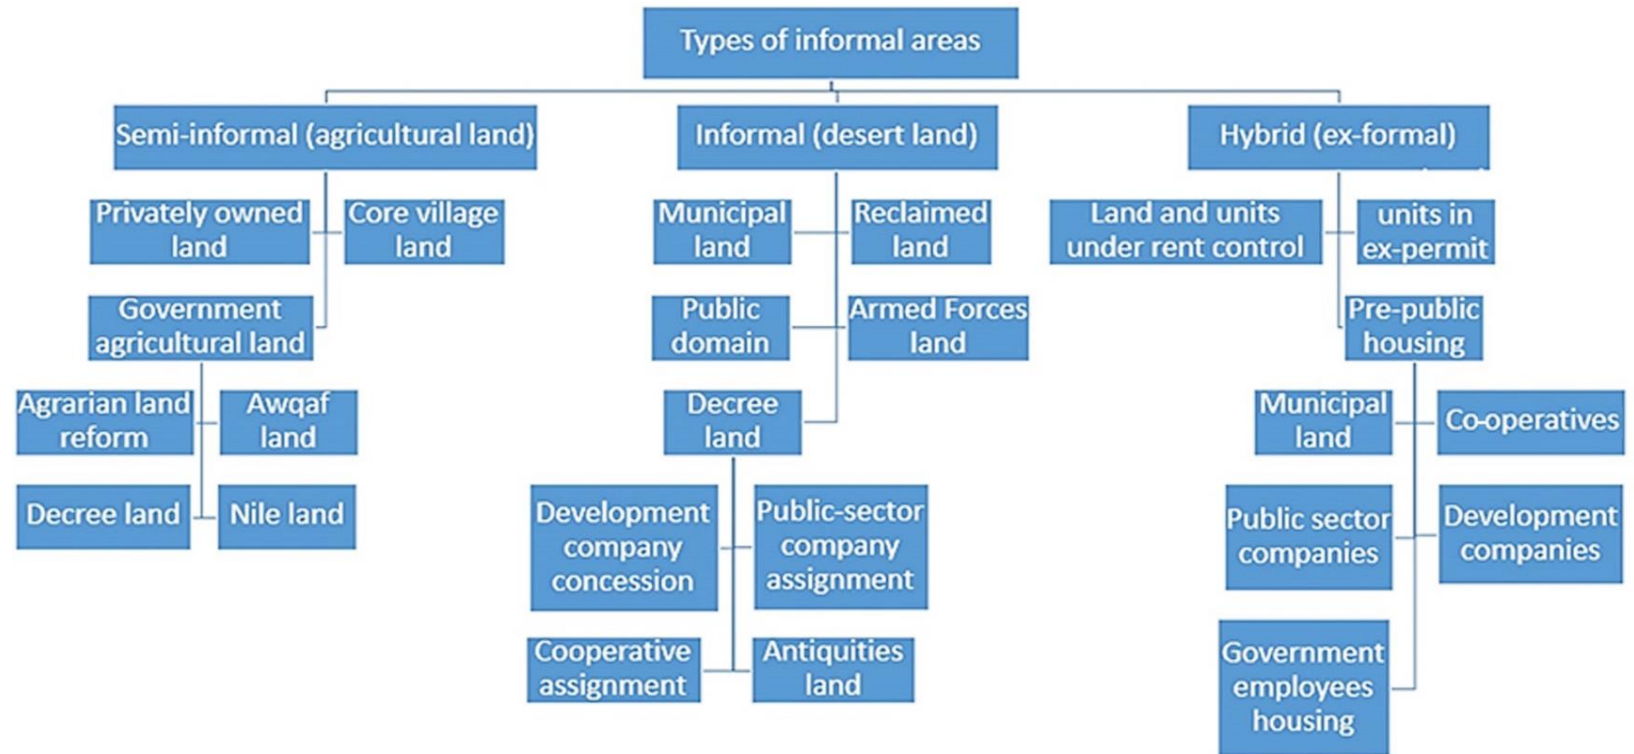 Types of informal areas
Semi-informal (agricultural land)
Informal (desert land)
Hybrid (ex-formal)
Privately owned
land
Core village
land
Municipal
land
Reclaimed
land
Land and units
under rent control
units in
ex-permit
Government
agricultural land
Public
domain
Armed Forces
land
Pre-public
housing
Agrarian land
reform
Awqaf
land
Decree
land
Municipal
land
Co-operatives
Decree land
Nile land
Development
company
concession
Public-sector
company
assignment
Public sector
companies
Development
companies
Cooperative
assignment
Antiquities
land
Government
employees
housing